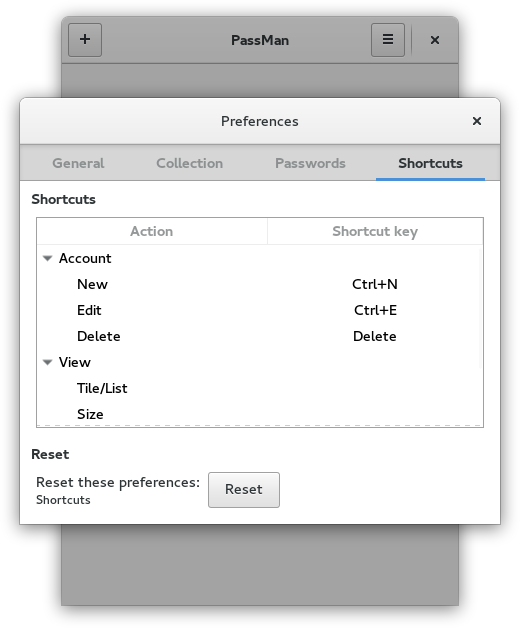 PassMan
Preferences
General Collection Passwords Shortcuts
Shortcuts
Action Shortcut key
Account
New Ctrl+N
Edit Ctrl+E
Delete Delete
View
Tile/List
Size
Reset
Reset these preferences: Reset
Shortcuts